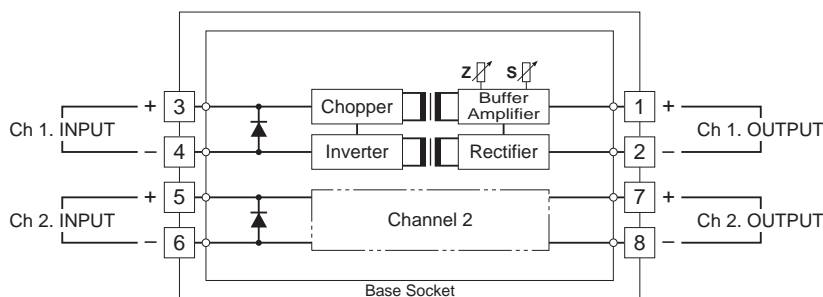 Z S
+ 3 Chopper Buffer Amplifier 1 +
Ch 1. INPUT Ch 1. OUTPUT
− 4 Inverter Rectifier 2 −
+ 5 7 +
Ch 2. INPUT Channel 2 Ch 2. OUTPUT
− 6 8 −
Base Socket